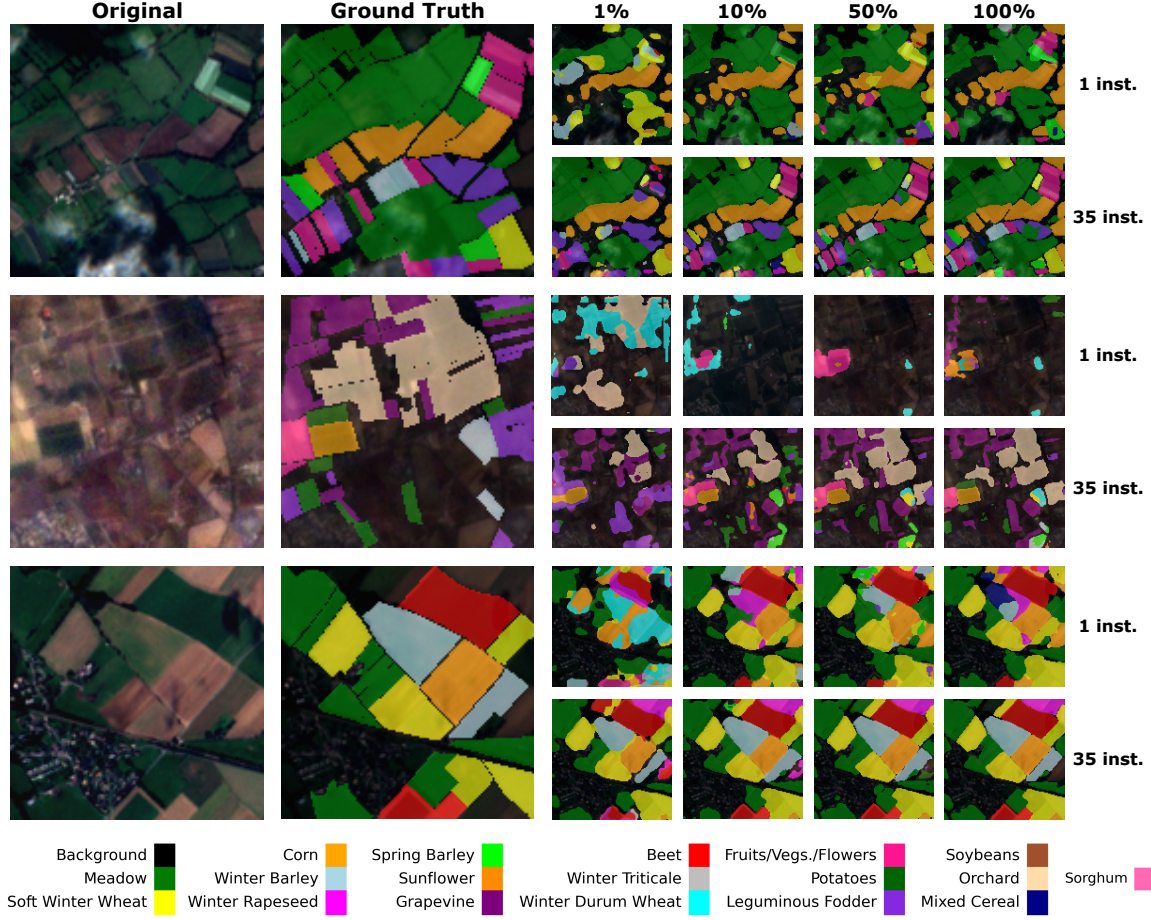 Original Ground Truth 1% 10% 50% 100%
1 inst.
35 inst.
1 inst.
35 inst.
1 inst.
35 inst.
Background Corn Spring Barley Beet Fruits/Vegs./Flowers Soybeans
Meadow Winter Barley Sunflower Winter Triticale Potatoes Orchard Sorghum
Soft Winter Wheat Winter Rapeseed Grapevine Winter Durum Wheat Leguminous Fodder Mixed Cereal